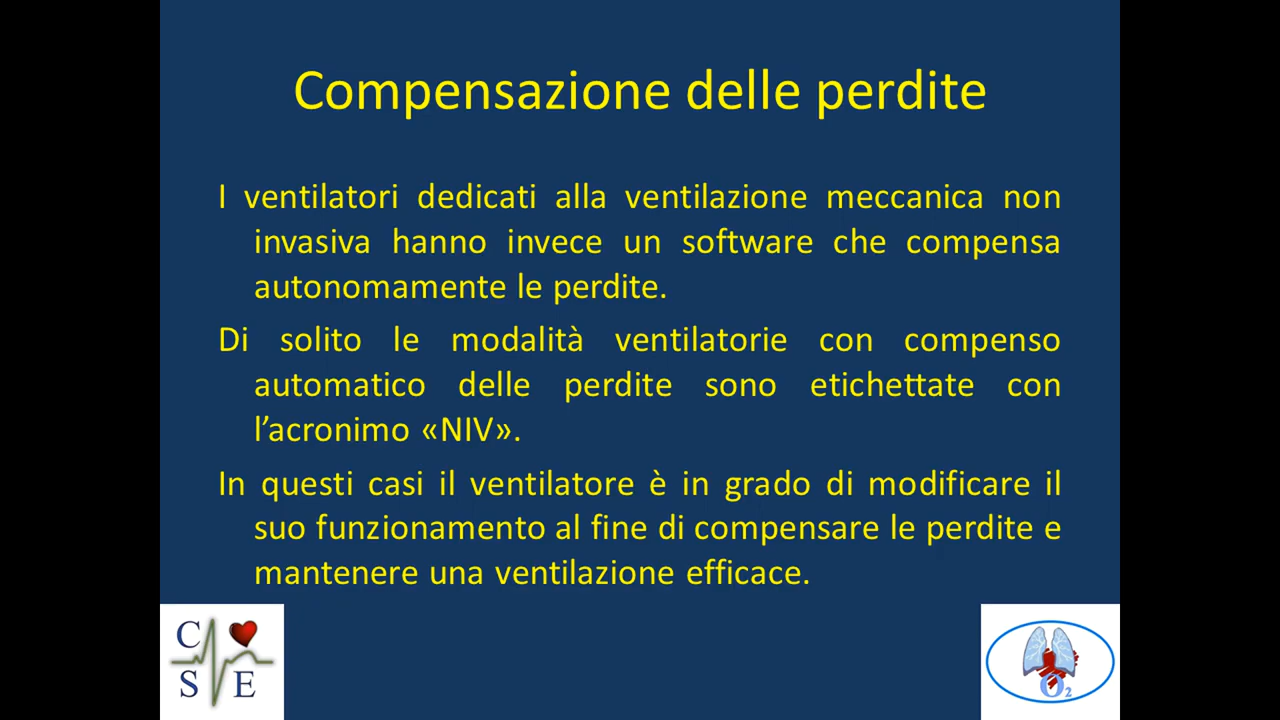 Compensazione delle perdite
I ventilatori dedicati alla ventilazione meccanica non
invasiva hanno invece un software che compensa
autonomamente le perdite.
Di solito le modalità ventilatorie con compenso
automatico delle perdite sono etichettate con
l’acronimo «NIV».
In questi casi il ventilatore è in grado di modificare il
suo funzionamento al fine di compensare le perdite e
mantenere una ventilazione efficace.
C
S E
O2